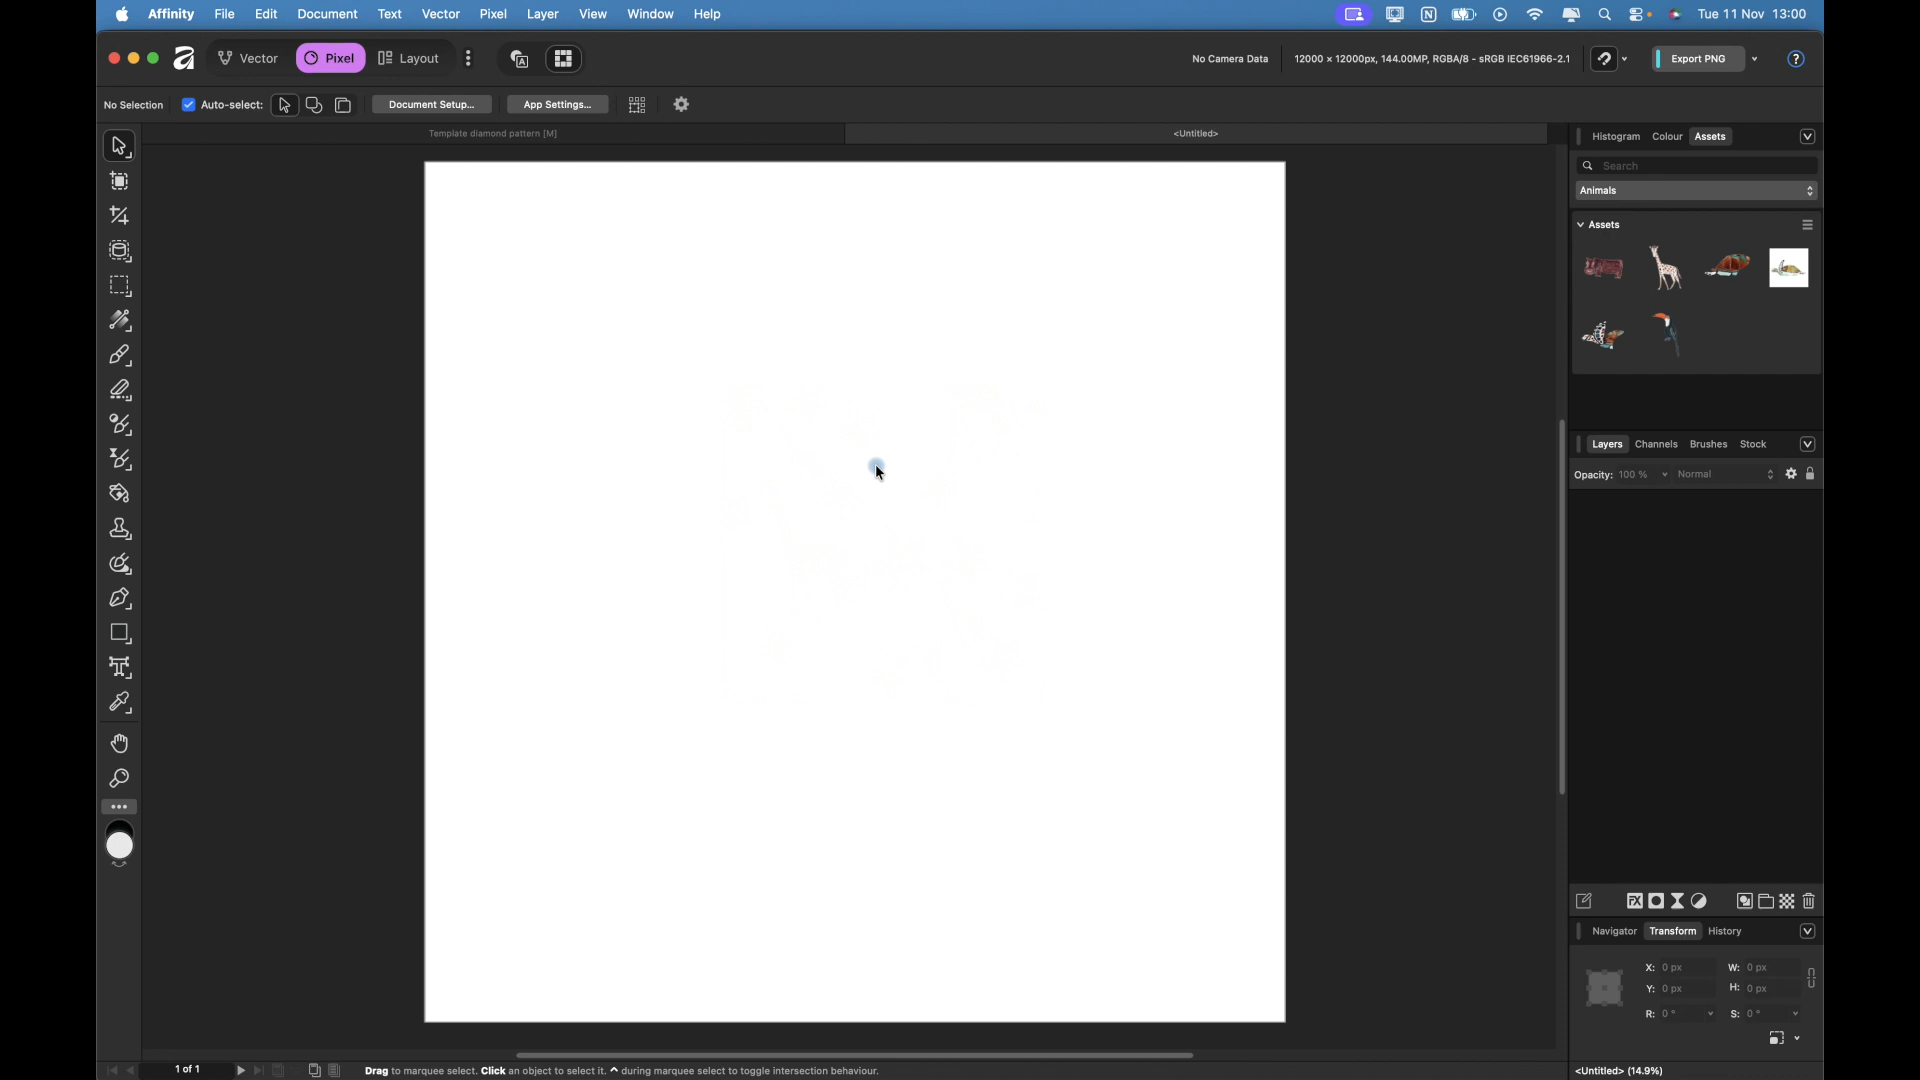 Affinity File Edit Document Text Vector Pixel Layer View Window Help Tue 11 Nov 13:00
Vector Pixel Layout No Camera Data 12000 × 12000px, 144.00MP, RGBA/8 - sRGB IEC61966-2.1 Export PNG
No Selection Auto-select: Document Setup... App Settings...
Template diamond pattern [M] <Untitled>
Histogram Colour Assets
Search
Animals
Assets
Layers Channels Brushes Stock
Opacity: 100 % Normal
Navigator Transform History
X: 0 px W: 0 px
Y: 0 px H: 0 px
R: 0 ° S: 0 °
1 of 1 Drag to marquee select. Click an object to select it. ^ during marquee select to toggle intersection behaviour. <Untitled> (14.9%)